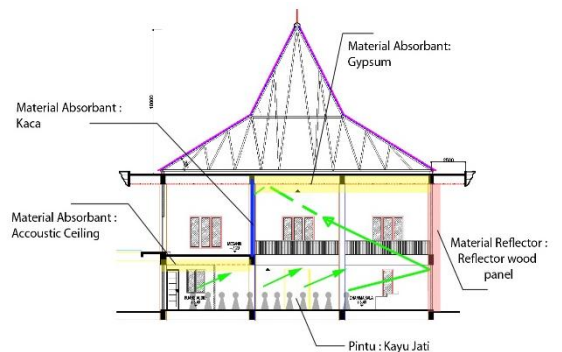 Material Absorbant:
Gypsum
Material Absorbant :
Kaca
Material Absorbant :
Accoustic Ceiling
Material Reflector :
Reflector wood
panel
Pintu : Kayu Jati